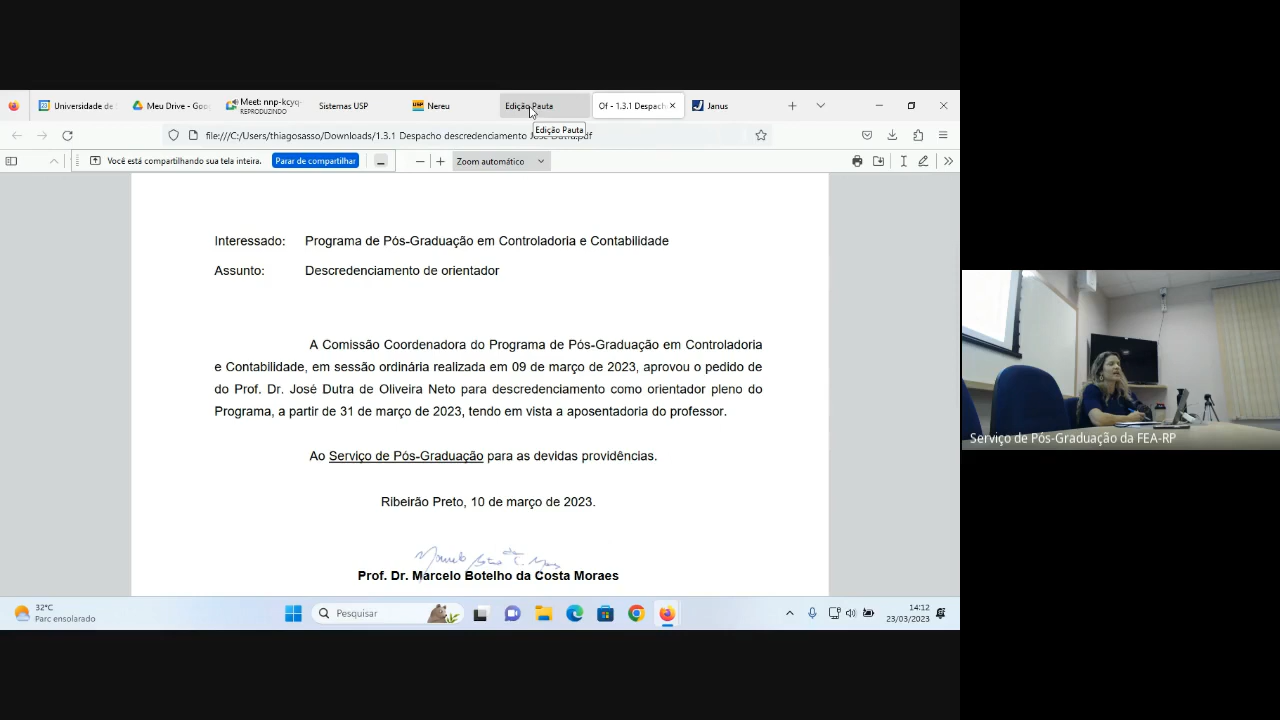 Universidade de
Meu Drive - Goo
Meet: nnp-kcyq-
REPRODUZINDO
Sistemas USP
USP Nereu
Edição Pauta
Of - 1.3.1 Despach
Janus
file:///C:/Users/thiagosasso/Downloads/1.3.1 Despacho descredenciamento José Dutra.pdf
Edição Pauta
Você está compartilhando sua tela inteira.
Parar de compartilhar
Zoom automático
Interessado: Programa de Pós-Graduação em Controladoria e Contabilidade
Assunto: Descredenciamento de orientador
A Comissão Coordenadora do Programa de Pós-Graduação em Controladoria
e Contabilidade, em sessão ordinária realizada em 09 de março de 2023, aprovou o pedido de
do Prof. Dr. José Dutra de Oliveira Neto para descredenciamento como orientador pleno do
Programa, a partir de 31 de março de 2023, tendo em vista a aposentadoria do professor.
Ao Serviço de Pós-Graduação para as devidas providências.
Ribeirão Preto, 10 de março de 2023.
Prof. Dr. Marcelo Botelho da Costa Moraes
Serviço de Pós-Graduação da FEA-RP
32°C
Parc ensolarado
Pesquisar
14:12
23/03/2023